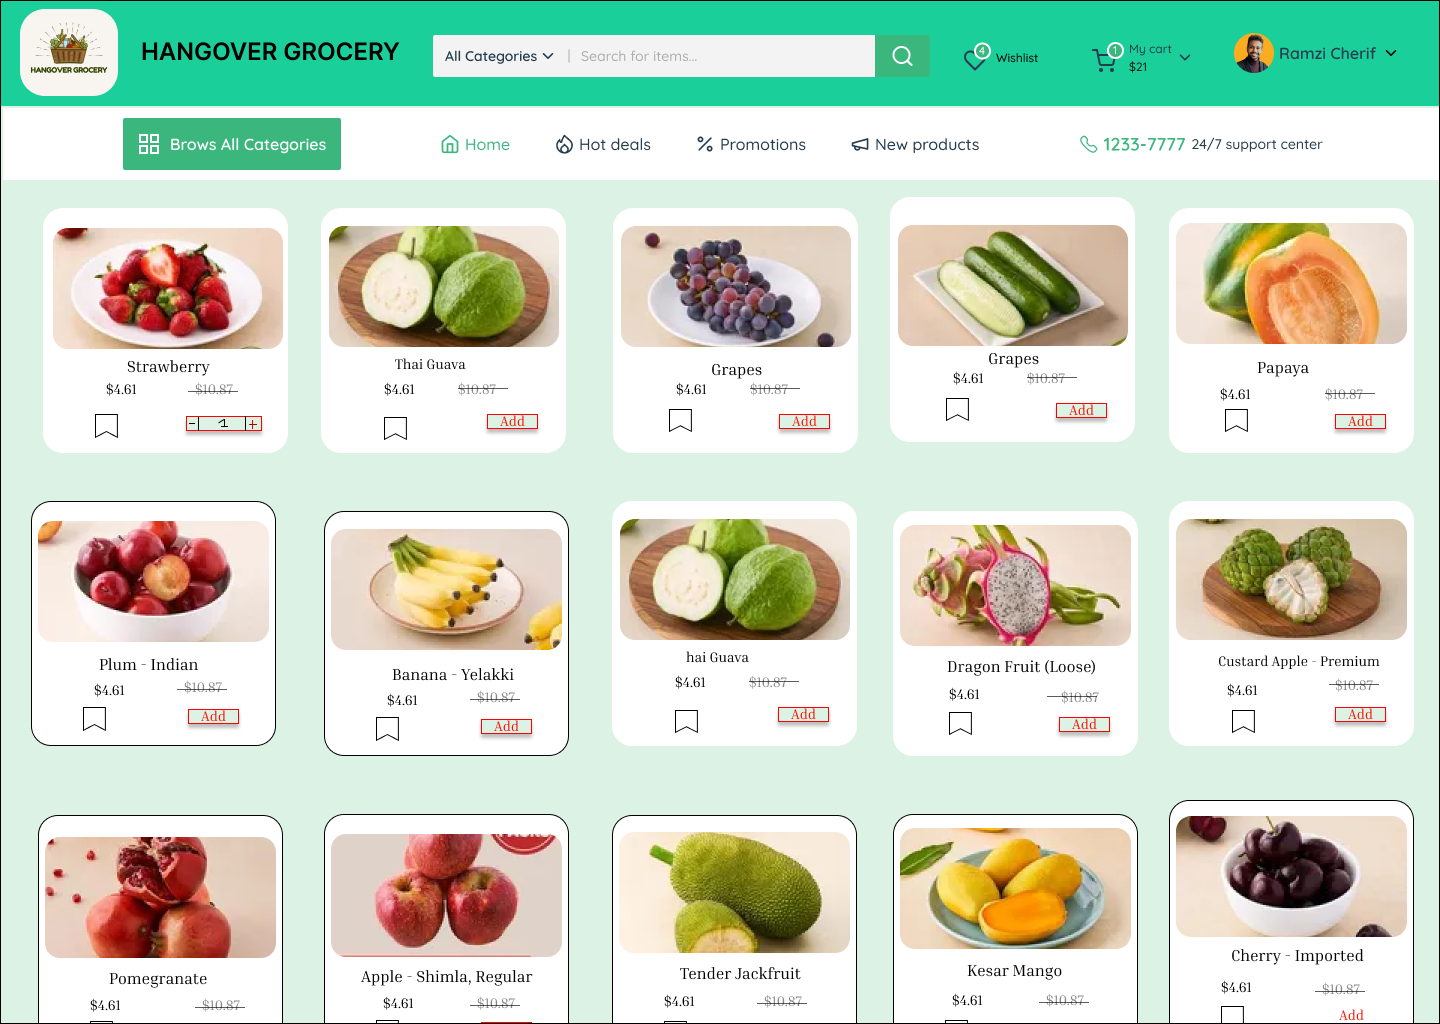 HANGOVER GROCERY
HANGOVER GROCERY
All Categories
Search for items...
4
Wishlist
1
My cart
$21
Ramzi Cherif
Brows All Categories
Home
Hot deals
Promotions
New products
1233-7777 24/7 support center
Strawberry
$4.61 $10.87
- 1 +
Thai Guava
$4.61 $10.87
Add
Grapes
$4.61 $10.87
Add
Grapes
$4.61 $10.87
Add
Papaya
$4.61 $10.87
Add
Plum - Indian
$4.61 $10.87
Add
Banana - Yelakki
$4.61 $10.87
Add
hai Guava
$4.61 $10.87
Add
Dragon Fruit (Loose)
$4.61 $10.87
Add
Custard Apple - Premium
$4.61 $10.87
Add
Pomegranate
$4.61 $10.87
Apple - Shimla, Regular
$4.61 $10.87
Tender Jackfruit
$4.61 $10.87
Kesar Mango
$4.61 $10.87
Cherry - Imported
$4.61 $10.87
Add